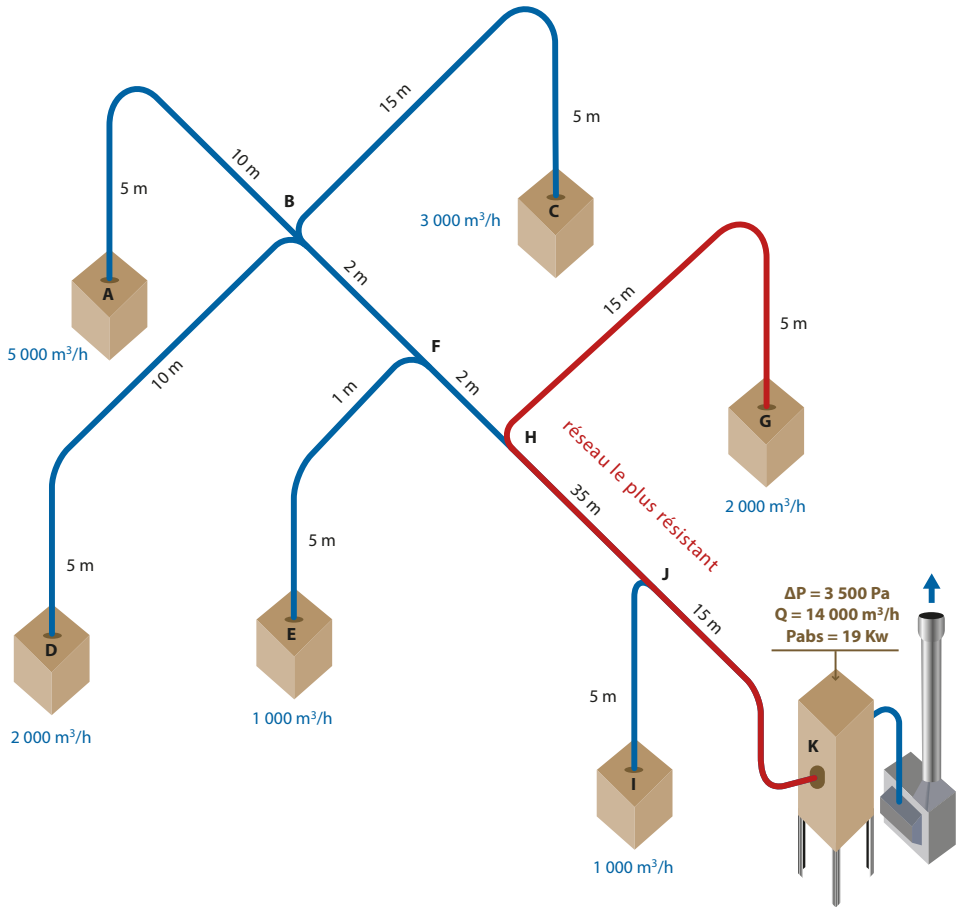 15 m
5 m
10 m
5 m
B
C
3 000 m³/h
2 m
15 m
A
5 m
F
5 000 m³/h
10 m
1 m
2 m
G
H
réseau le plus résistant
35 m
2 000 m³/h
5 m
5 m
J
ΔP = 3 500 Pa
Q = 14 000 m³/h
Pabs = 19 Kw
15 m
E
D
5 m
1 000 m³/h
2 000 m³/h
K
I
1 000 m³/h